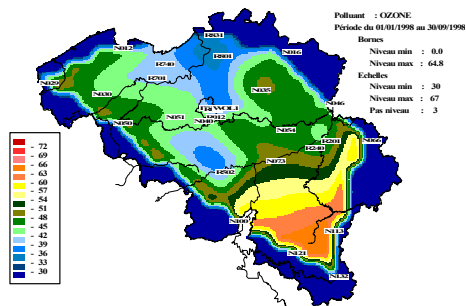 Polluant : OZONE
Période du 01/01/1998 au 30/09/1998
Bornes
Niveau min : 0.0
Niveau max : 64.8
Echelles
Niveau min : 30
Niveau max : 67
Pas niveau : 3
R831
N012
N016
R740
R801
R701
N029
N035
N030
N046
N051
R012
N040
N050
N054
R201
N066
R240
N073
R502
N100
N113
N121
N132
- 72
- 69
- 66
- 63
- 60
- 57
- 54
- 51
- 48
- 45
- 42
- 39
- 36
- 33
- 30